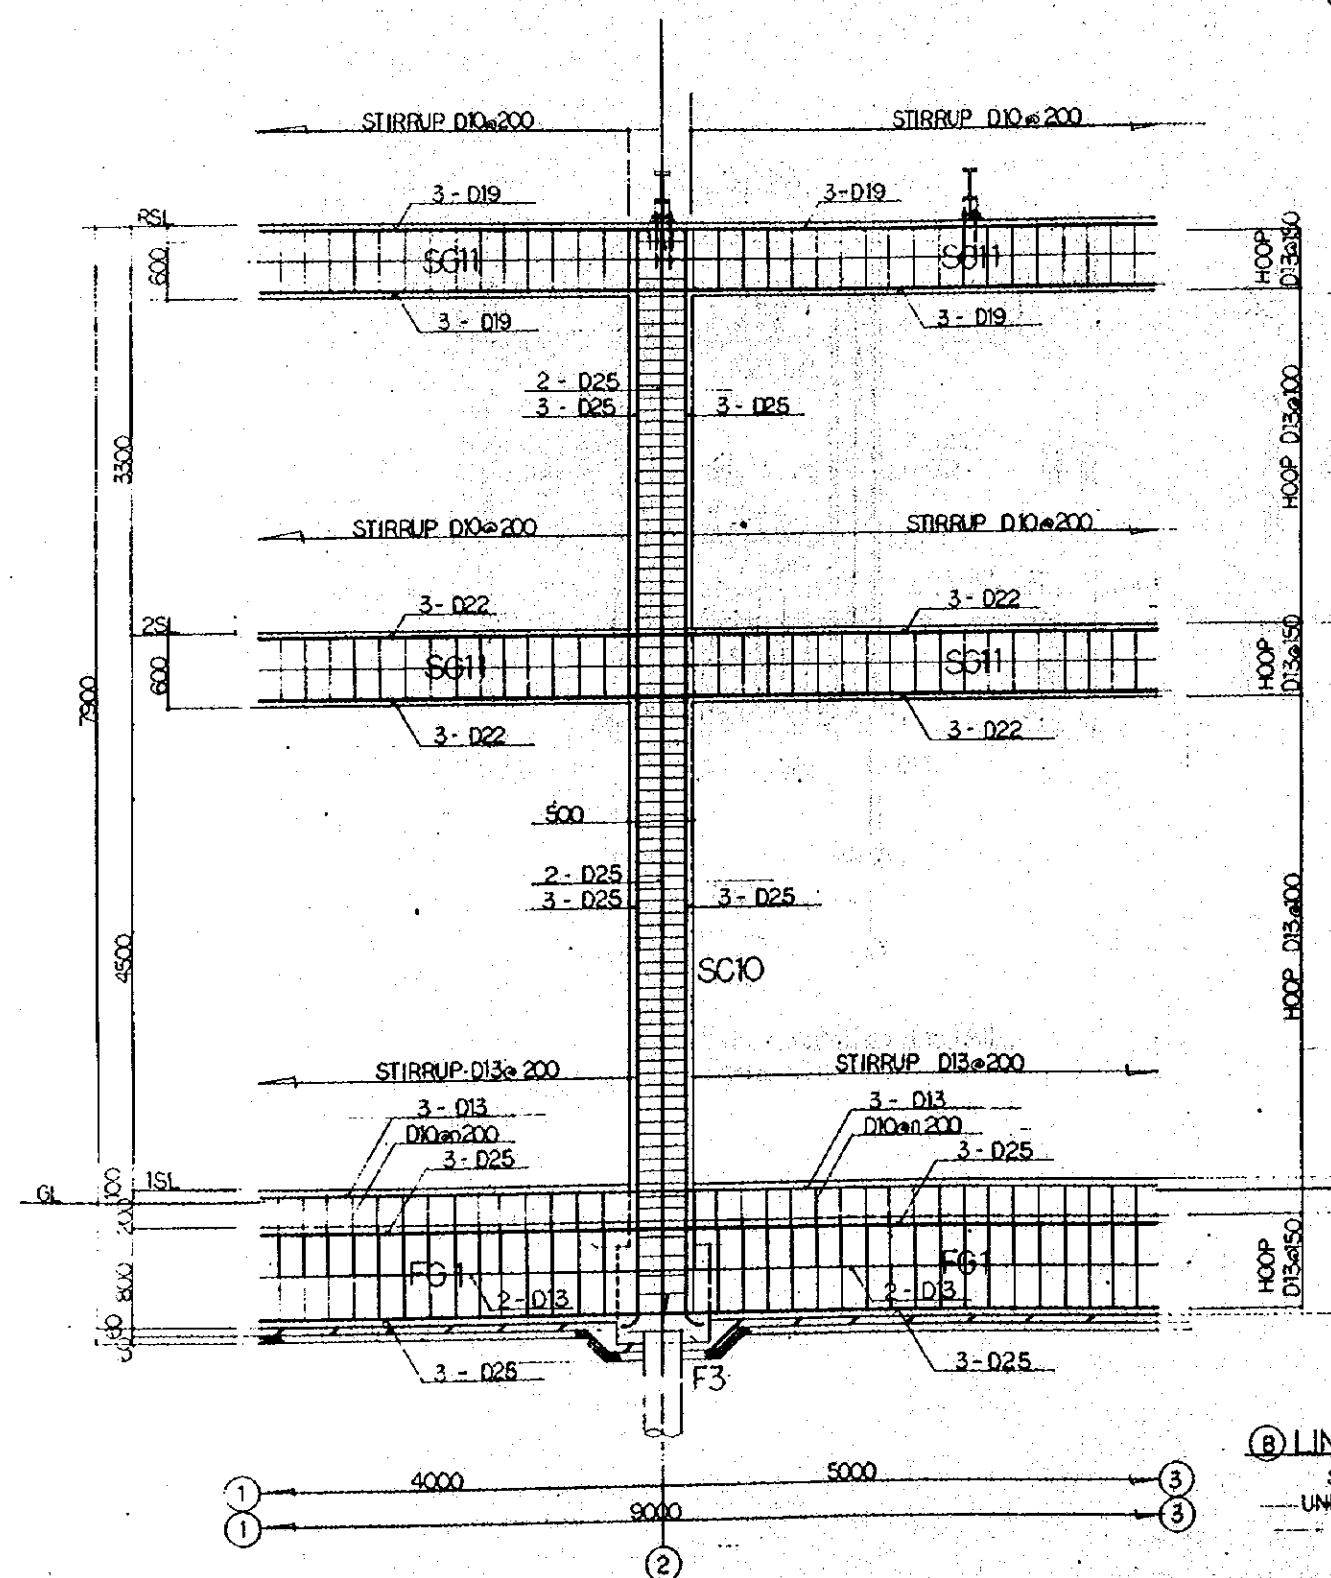 STIRRUP D10@200
STIRRUP D10@200
3 - D19
3-D19
RSL
SG11
SG11
600
HOOP
D13@150
3 - D19
3 - D19
2 - D25
3 - D25
3 - D25
3300
HOOP D13@100
STIRRUP D10@200
STIRRUP D10@200
3 - D22
3 - D22
2SL
SG11
SG11
600
HOOP
D13@150
7900
3 - D22
3 - D22
500
2 - D25
3 - D25
3 - D25
4500
HOOP D13@100
SC10
STIRRUP D13@200
STIRRUP D13@200
3 - D13
3 - D13
D10@n200
D10@n200
3 - D25
3 - D25
1SL
GL
100
200
FG1
FG1
800
HOOP
D13@150
2-D13
2-D13
3 - D25
3-D25
F3
B LIN
4000
5000
1
3
9000
1
3
UNI
2